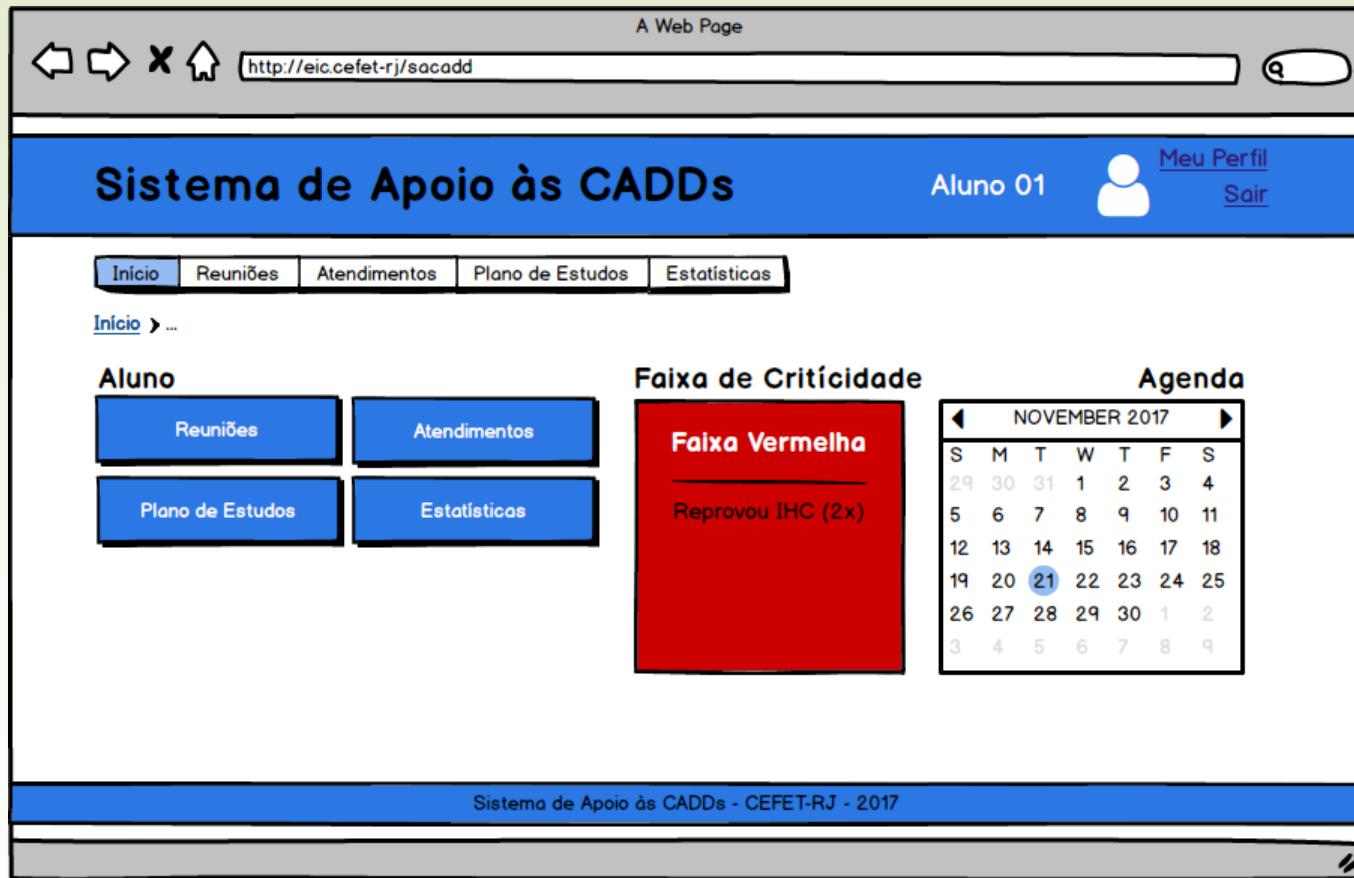 A Web Page
http://eic.cefet-rj/sacadd
Sistema de Apoio às CADDs
Aluno 01
Meu Perfil
Sair
Início Reuniões Atendimentos Plano de Estudos Estatísticas
Início > ...
Aluno
Reuniões Atendimentos
Plano de Estudos Estatísticas
Faixa de Critícidade
Faixa Vermelha
Reprovou IHC (2x)
Agenda
NOVEMBER 2017
S M T W T F S
29 30 31 1 2 3 4
5 6 7 8 9 10 11
12 13 14 15 16 17 18
19 20 21 22 23 24 25
26 27 28 29 30 1 2
3 4 5 6 7 8 9
Sistema de Apoio às CADDs - CEFET-RJ - 2017